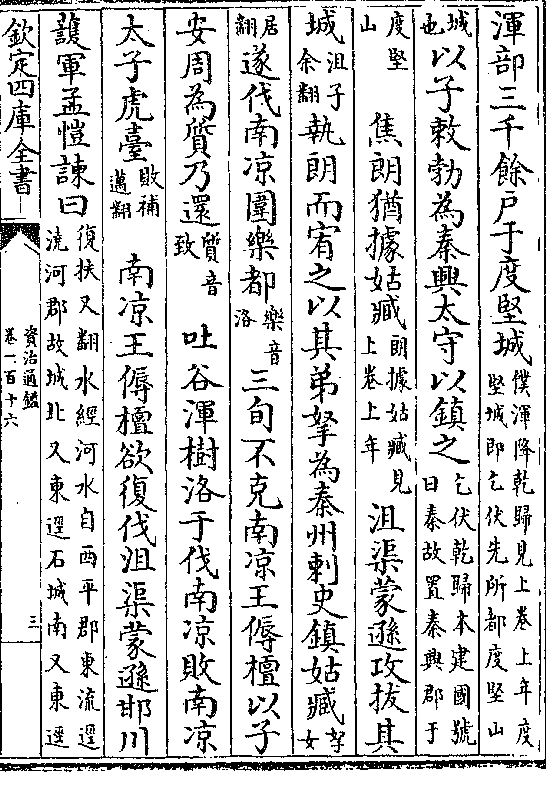 渾部三千餘戶于度堅城僕渾降乾歸見上卷上年度堅城即乞伏先所都度堅山
城也以子敕勃為秦興太守以鎮之乞伏乾歸本建國號曰秦故置秦興郡于
度堅山 焦朗猶據姑臧朗據姑臧見上卷上年 沮渠蒙遜攻拔其
城沮子余翻執朗而宥之以其弟拏為秦州刺史鎮姑臧拏女
居翻遂伐南涼圍樂都樂音洛三旬不克南涼王傉檀以子
安周為質乃還質音致 吐谷渾樹洛干伐南涼敗南涼
太子虎臺敗補邁翻 南涼王傉檀欲復伐沮渠蒙遜邯川
護軍孟愷諫曰復扶又翻水經河水自西平郡東流逕澆河郡故城北又東逕石城南又東逕
欽定四庫全書
資治通鑑
卷一百十六
三